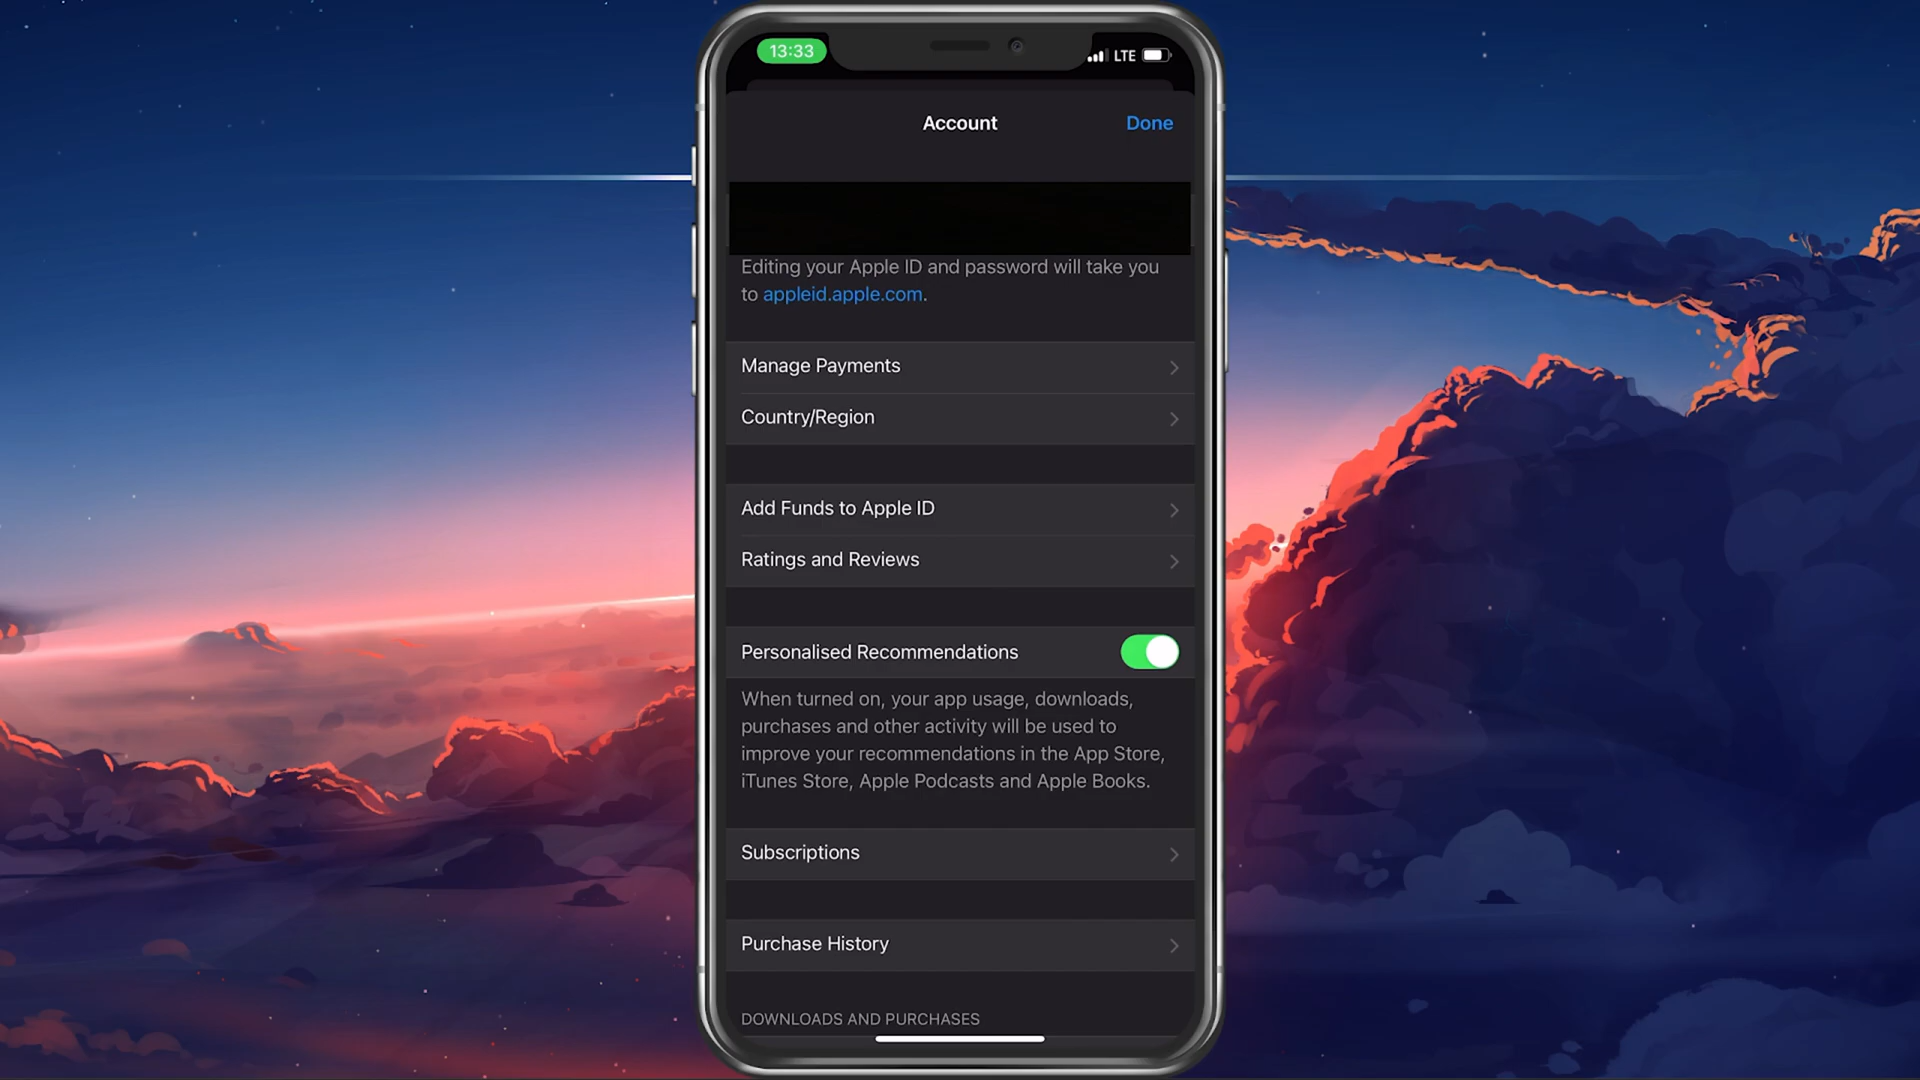 13:33
LTE
Account
Done
Editing your Apple ID and password will take you
to appleid.apple.com.
Manage Payments
Country/Region
Add Funds to Apple ID
Ratings and Reviews
Personalised Recommendations
When turned on, your app usage, downloads,
purchases and other activity will be used to
improve your recommendations in the App Store,
iTunes Store, Apple Podcasts and Apple Books.
Subscriptions
Purchase History
DOWNLOADS AND PURCHASES